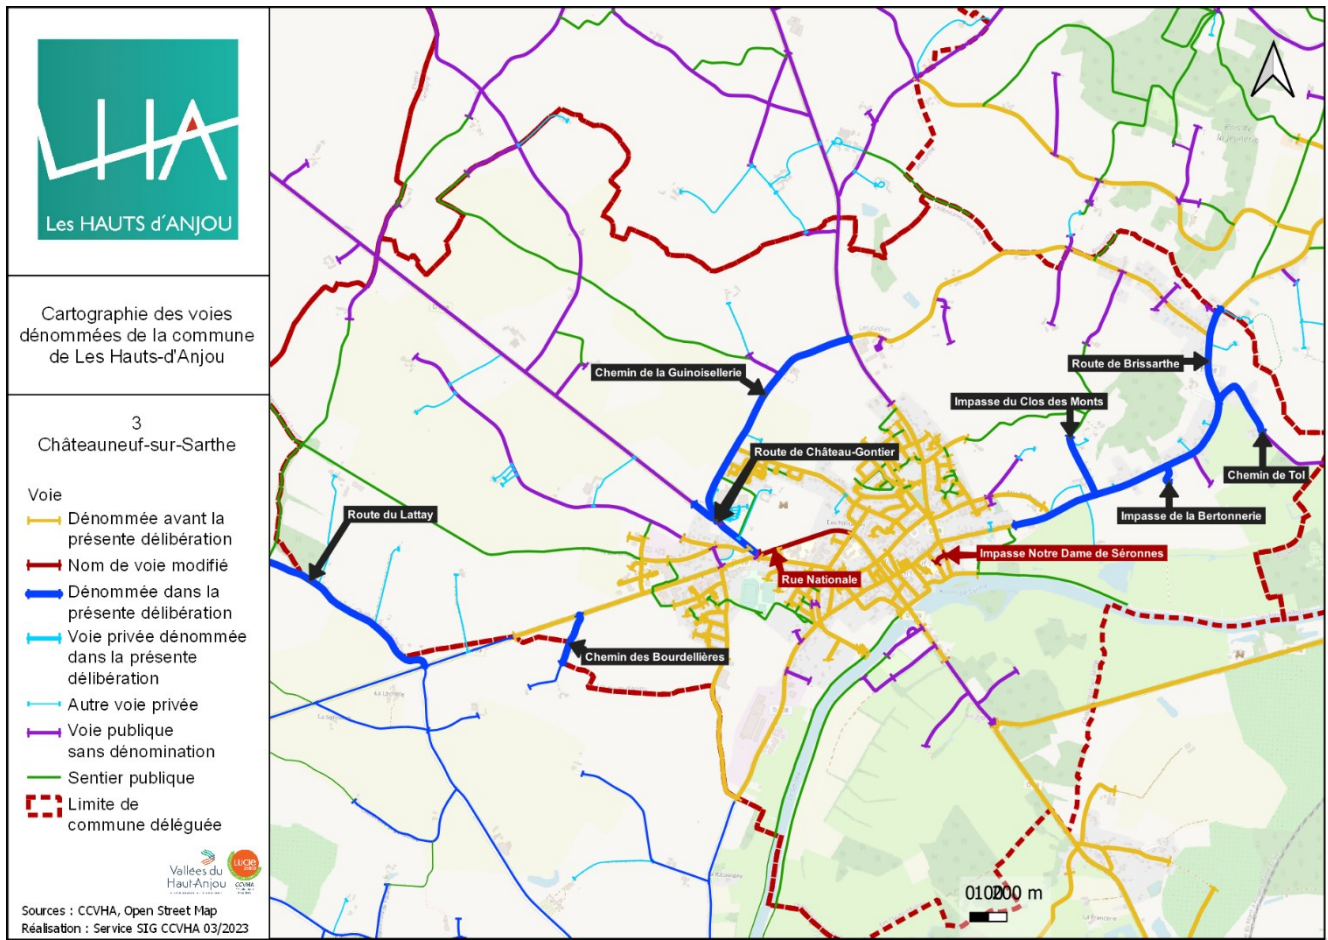 LHA
Les HAUTS d'ANJOU
Cartographie des voies
dénommées de la commune
de Les Hauts-d'Anjou
3
Châteauneuf-sur-Sarthe
Voie
Dénommée avant la
présente délibération
Nom de voie modifié
Dénommée dans la
présente délibération
Voie privée dénommée
dans la présente
délibération
Autre voie privée
Voie publique
sans dénomination
Sentier publique
Limite de
commune déléguée
Vallées du
Haut-Anjou
LUCIE
CCVHA
Sources : CCVHA, Open Street Map
Réalisation : Service SIG CCVHA 03/2023
Route de Brissarthe
Chemin de la Guinoisellerie
Impasse du Clos des Monts
Route de Château-Gontier
Chemin de Tol
Route du Lattay
Impasse de la Bertonnerie
Impasse Notre Dame de Séronnes
Rue Nationale
Chemin des Bourdellières
0100200 m